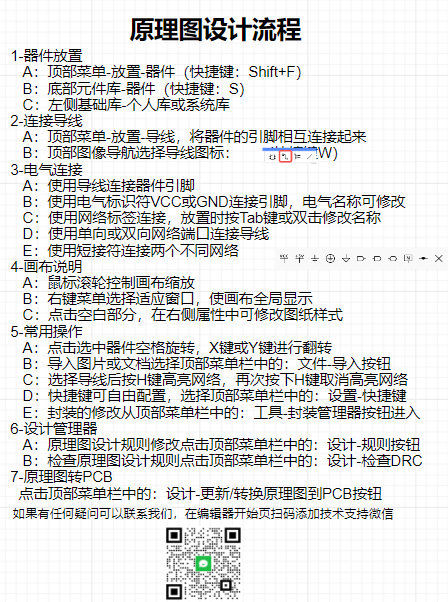 原理图设计流程
1-器件放置
A：顶部菜单-放置-器件（快捷键：Shift+F）
B：底部元件库-器件（快捷键：S）
C：左侧基础库-个人库或系统库
2-连接导线
A：顶部菜单-放置-导线，将器件的引脚相互连接起来
B：顶部图像导航选择导线图标： W）
3-电气连接
A：使用导线连接器件引脚
B：使用电气标识符VCC或GND连接引脚，电气名称可修改
C：使用网络标签连接，放置时按Tab键或双击修改名称
D：使用单向或双向网络端口连接导线
E：使用短接符连接两个不同网络
4-画布说明
A：鼠标滚轮控制画布缩放
B：右键菜单选择适应窗口，使画布全局显示
C：点击空白部分，在右侧属性中可修改图纸样式
5-常用操作
A：点击选中器件空格旋转，X键或Y键进行翻转
B：导入图片或文档选择顶部菜单栏中的：文件-导入按钮
C：选择导线后按H键高亮网络，再次按下H键取消高亮网络
D：快捷键可自由配置，选择顶部菜单栏中的：设置-快捷键
E：封装的修改从顶部菜单栏中的：工具-封装管理器按钮进入
6-设计管理器
A：原理图设计规则修改点击顶部菜单栏中的：设计-规则按钮
B：检查原理图设计规则点击顶部菜单栏中的：设计-检查DRC
7-原理图转PCB
点击顶部菜单栏中的：设计-更新/转换原理图到PCB按钮
如果有任何疑问可以联系我们，在编辑器开始页扫码添加技术支持微信